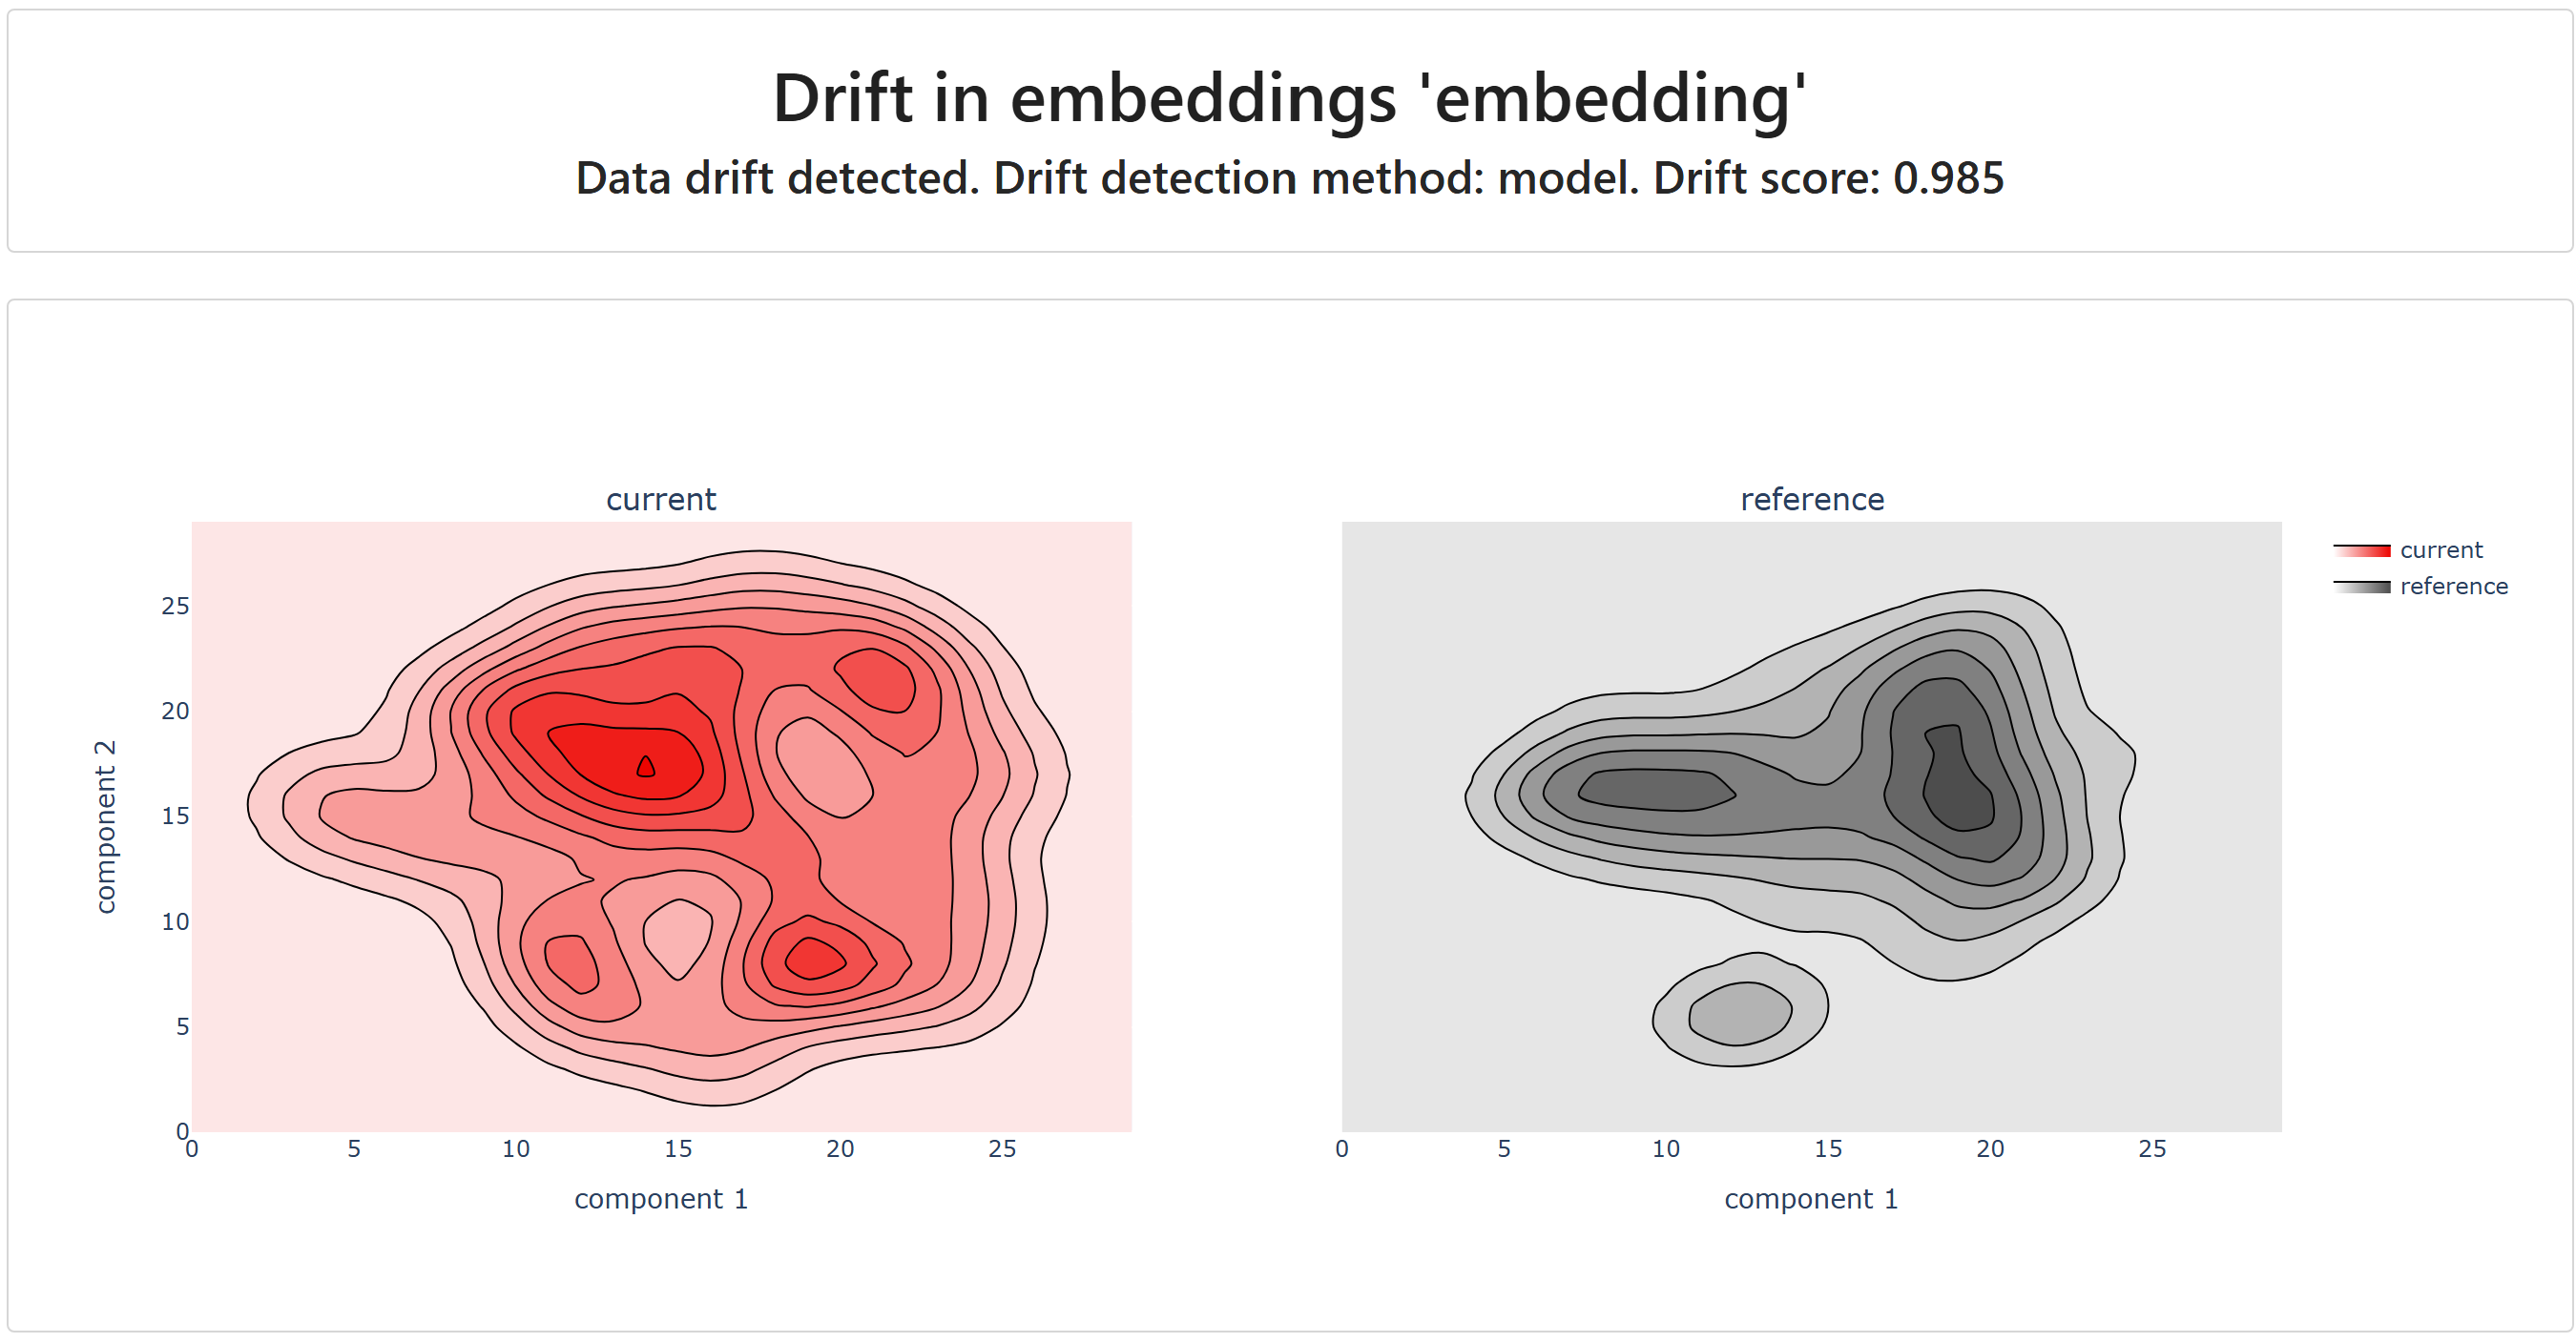 Drift in embeddings 'embedding'
Data drift detected. Drift detection method: model. Drift score: 0.985
current
reference
current
reference
component 2
25
20
15
10
5
0
0 5 10 15 20 25
0 5 10 15 20 25
component 1
component 1